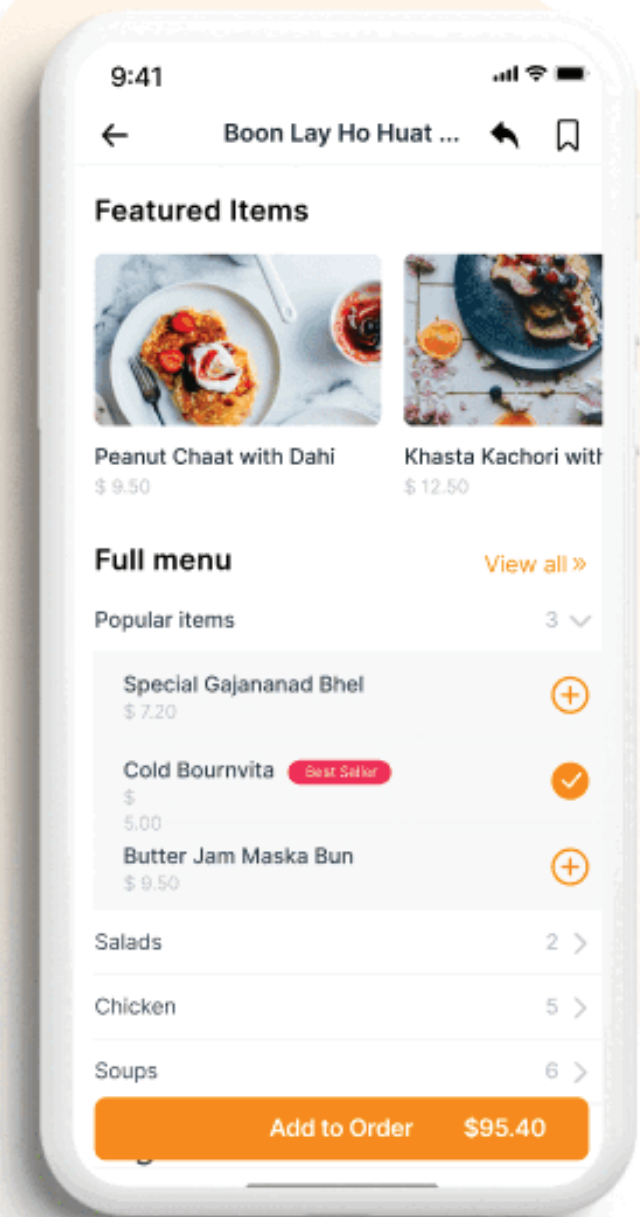 9:41
Boon Lay Ho Huat ...
Featured Items
Peanut Chaat with Dahi
$ 9.50
Khasta Kachori with
$ 12.50
Full menu
View all »
Popular items
3
Special Gajananad Bhel
$ 7.20
Cold Bournvita
Best Seller
$
5.00
Butter Jam Maska Bun
$ 9.50
Salads
2
Chicken
5
Soups
6
Add to Order $95.40